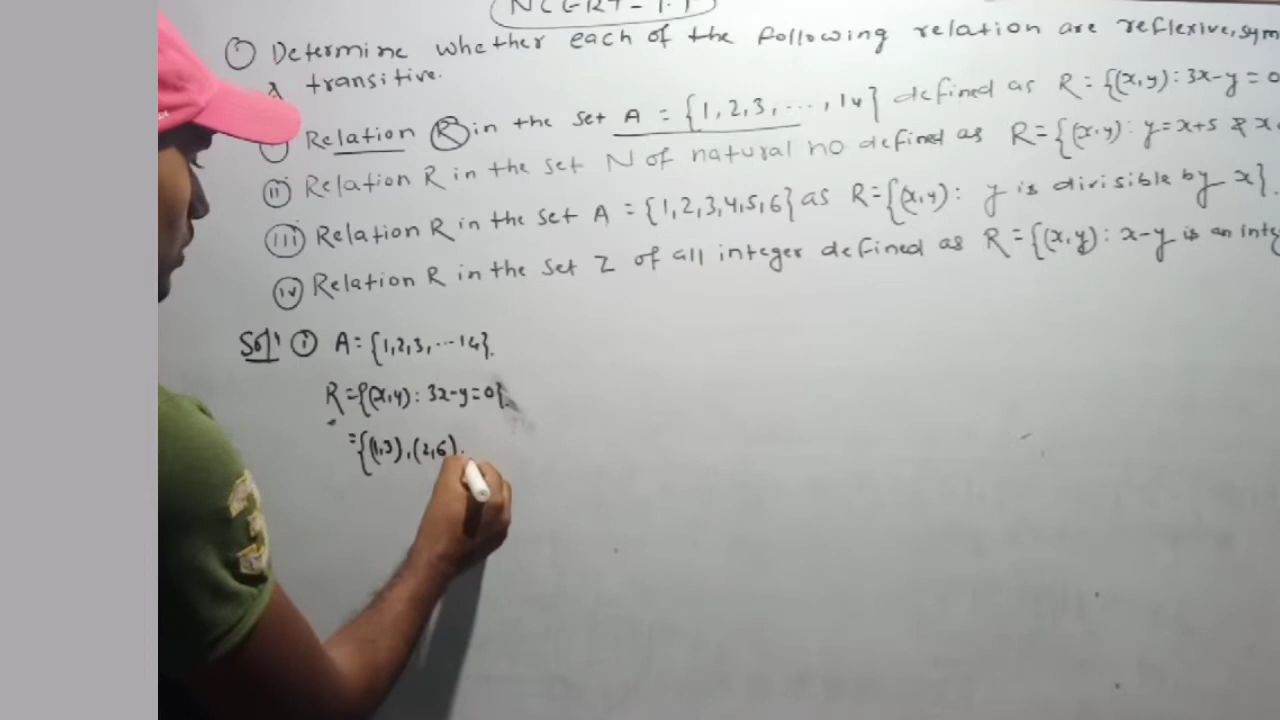 NCERT - 1.1
① Determine whether each of the following relation are reflexive, sym
& transitive.
Relation R in the set A = {1,2,3, ..., 14} defined as R = {(x,y): 3x-y = 0
(ii) Relation R in the set N of natural no defined as R={(x,y): y=x+5 & x
(iii) Relation R in the set A = {1,2,3,4,5,6} as R={(x,y): y is divisible by x}.
(iv) Relation R in the set Z of all integer defined as R={(x,y): x-y is an inte
Sol' (i) A={1,2,3,...14}.
R={(x,y): 3x-y=0}.
={(1,3),(2,6).